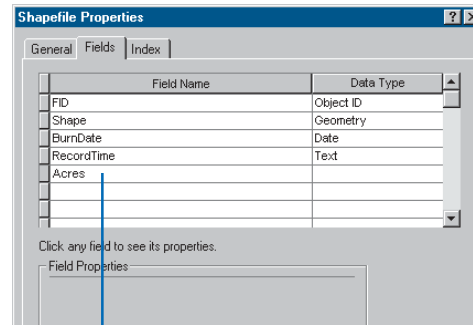 Shapefile Properties
General Fields Index
Field Name Data Type
FID Object ID
Shape Geometry
BurnDate Date
RecordTime Text
Acres
Click any field to see its properties.
Field Properties